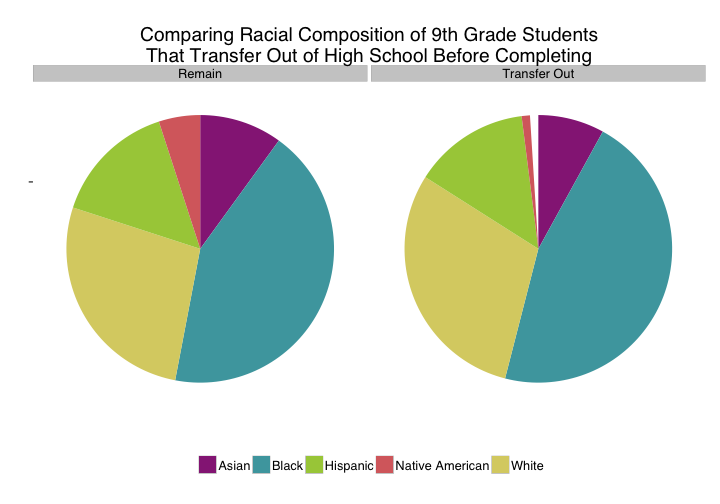 Comparing Racial Composition of 9th Grade Students
That Transfer Out of High School Before Completing
Remain
Transfer Out
Asian Black Hispanic Native American White